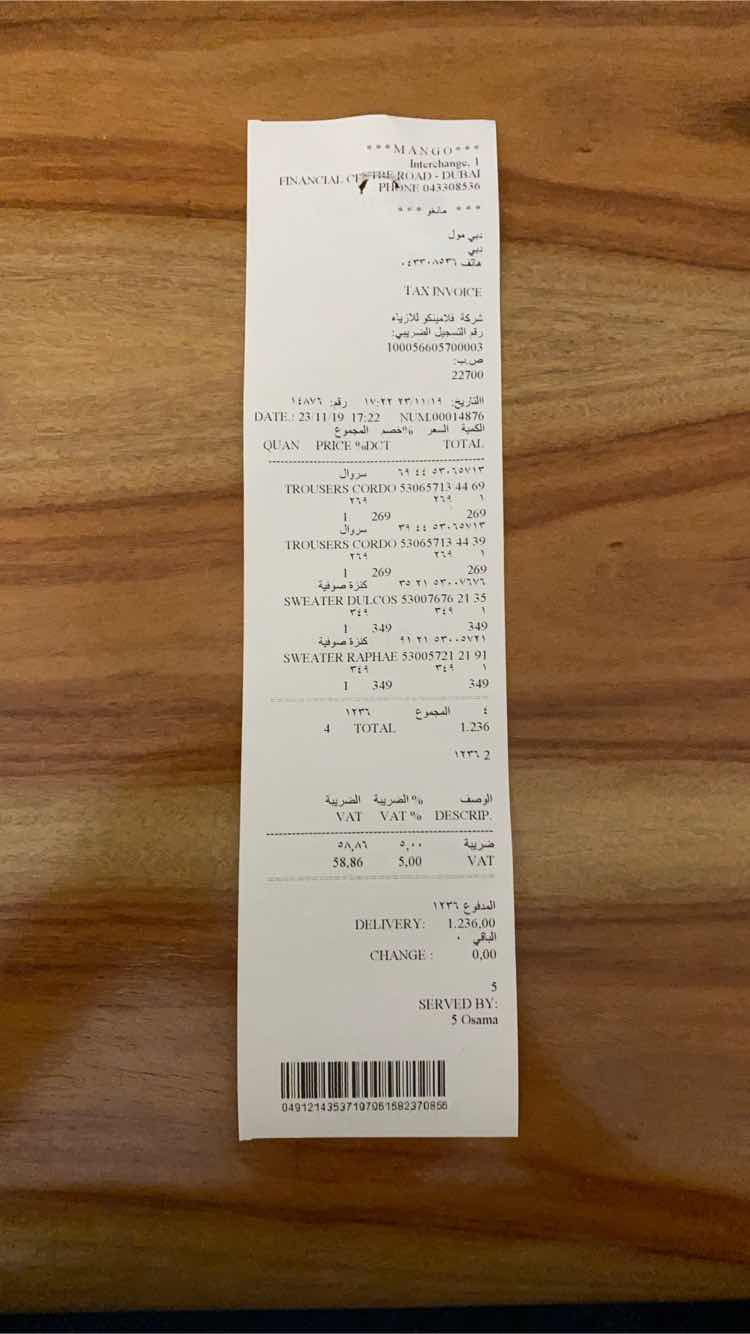 ***MANGO***
Interchange. 1
FINANCIAL CENTRE ROAD - DUBAI
PHONE 043308536
*** مانغو ***
دبي مول
دبي
هاتف ٠٤٣٣٠٨٥٣٦
TAX INVOICE
شركة فلامينكو للازياء
رقم التسجيل الضريبي:
100056605700003
ص.ب:
22700
التاريخ: ٢٣/١١/١٩ ١٧:٢٢ رقم: ١٤٨٧٦
DATE.: 23/11/19 17:22 NUM.00014876
الكمية السعر %خصم المجموع
QUAN PRICE %DCT TOTAL
٥٣٠٦٥٧١٣ ٤٤ ٦٩ سروال
TROUSERS CORDO 53065713 44 69
١ ٢٦٩ ٢٦٩
1 269 269
٥٣٠٦٥٧١٣ ٤٤ ٣٩ سروال
TROUSERS CORDO 53065713 44 39
١ ٢٦٩ ٢٦٩
1 269 269
٥٣٠٠٧٦٧٦ ٢١ ٣٥ كنزة صوفية
SWEATER DULCOS 53007676 21 35
١ ٣٤٩ ٣٤٩
1 349 349
٥٣٠٠٥٧٢١ ٢١ ٩١ كنزة صوفية
SWEATER RAPHAE 53005721 21 91
١ ٣٤٩ ٣٤٩
1 349 349
٤ المجموع ١٢٣٦
4 TOTAL 1.236
١٢٣٦ 2
الوصف %الضريبة الضريبة
VAT VAT % DESCRIP.
ضريبة ٥,٠٠ ٥٨,٨٦
58,86 5,00 VAT
المدفوع ١٢٣٦
DELIVERY: 1.236,00
الباقي ٠
CHANGE : 0,00
5
SERVED BY:
5 Osama
04912143537197061582370856